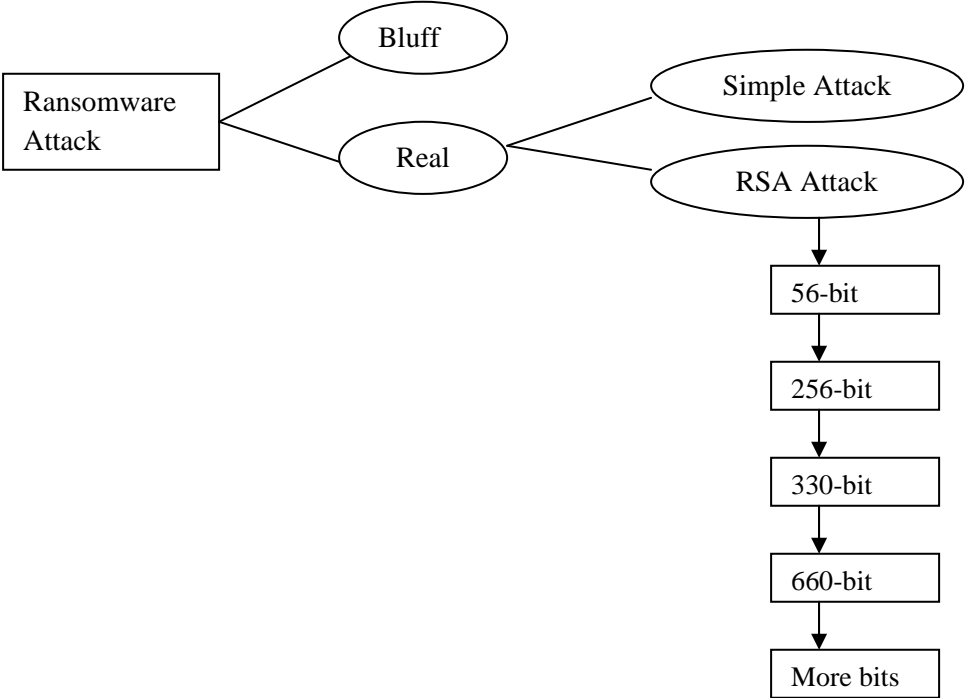 Bluff
Ransomware
Attack
Real
Simple Attack
RSA Attack
56-bit
256-bit
330-bit
660-bit
More bits